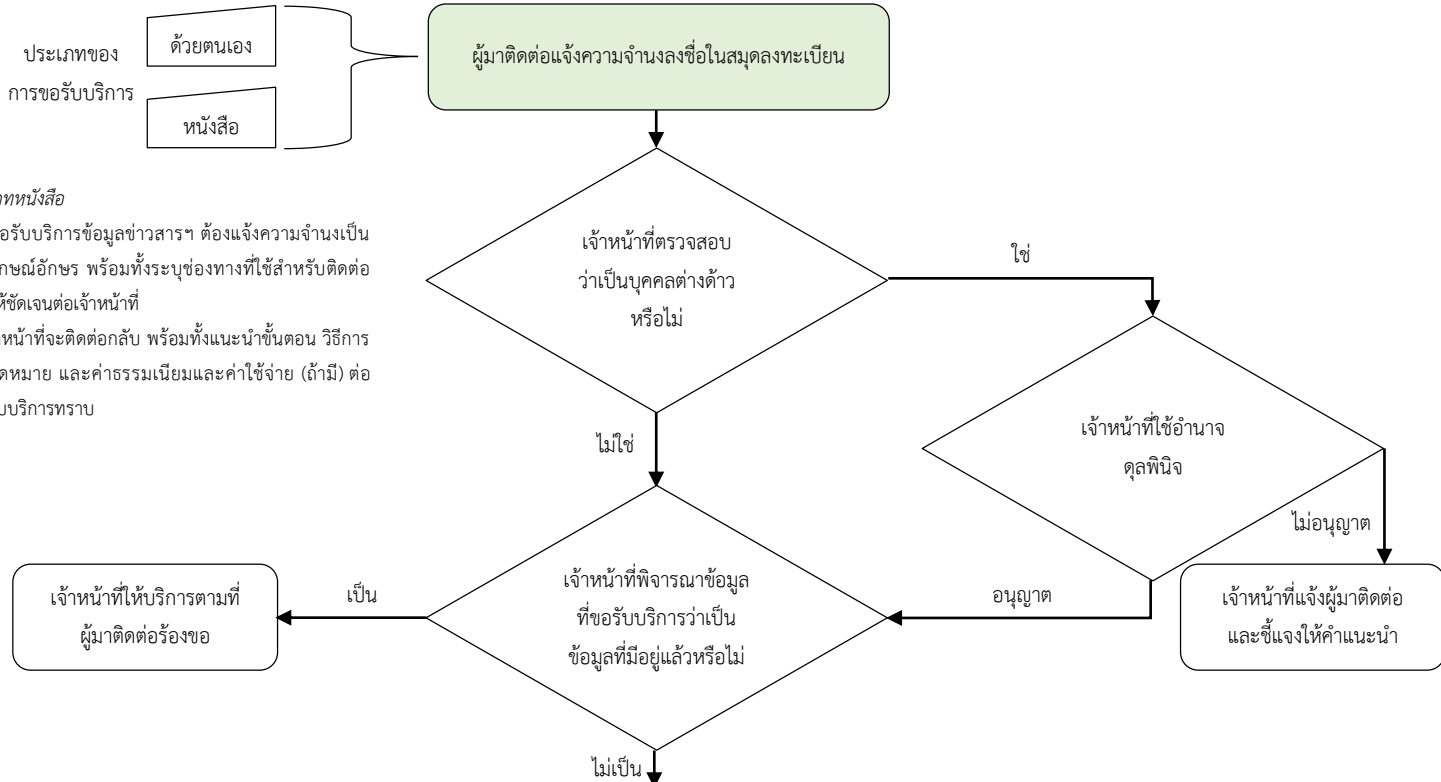 ประเภทของ
การขอรับบริการ
ด้วยตนเอง
หนังสือ
ผู้มาติดต่อแจ้งความจำนงลงชื่อในสมุดลงทะเบียน
หนังสือ
รับบริการข้อมูลข่าวสารฯ ต้องแจ้งความจำนงเป็น
อักษร พร้อมทั้งระบุช่องทางที่ใช้สำหรับติดต่อ
ให้ชัดเจนต่อเจ้าหน้าที่
หน้าที่จะติดต่อกลับ พร้อมทั้งแนะนำขั้นตอน วิธีการ
หมาย และค่าธรรมเนียมและค่าใช้จ่าย (ถ้ามี) ต่อ
บริการทราบ
เจ้าหน้าที่ตรวจสอบ
ว่าเป็นบุคคลต่างด้าว
หรือไม่
ใช่
ไม่ใช่
เจ้าหน้าที่ใช้อำนาจ
ดุลพินิจ
ไม่อนุญาต
อนุญาต
เจ้าหน้าที่แจ้งผู้มาติดต่อ
และชี้แจงให้คำแนะนำ
เจ้าหน้าที่พิจารณาข้อมูล
ที่ขอรับบริการว่าเป็น
ข้อมูลที่มีอยู่แล้วหรือไม่
เป็น
เจ้าหน้าที่ให้บริการตามที่
ผู้มาติดต่อร้องขอ
ไม่เป็น